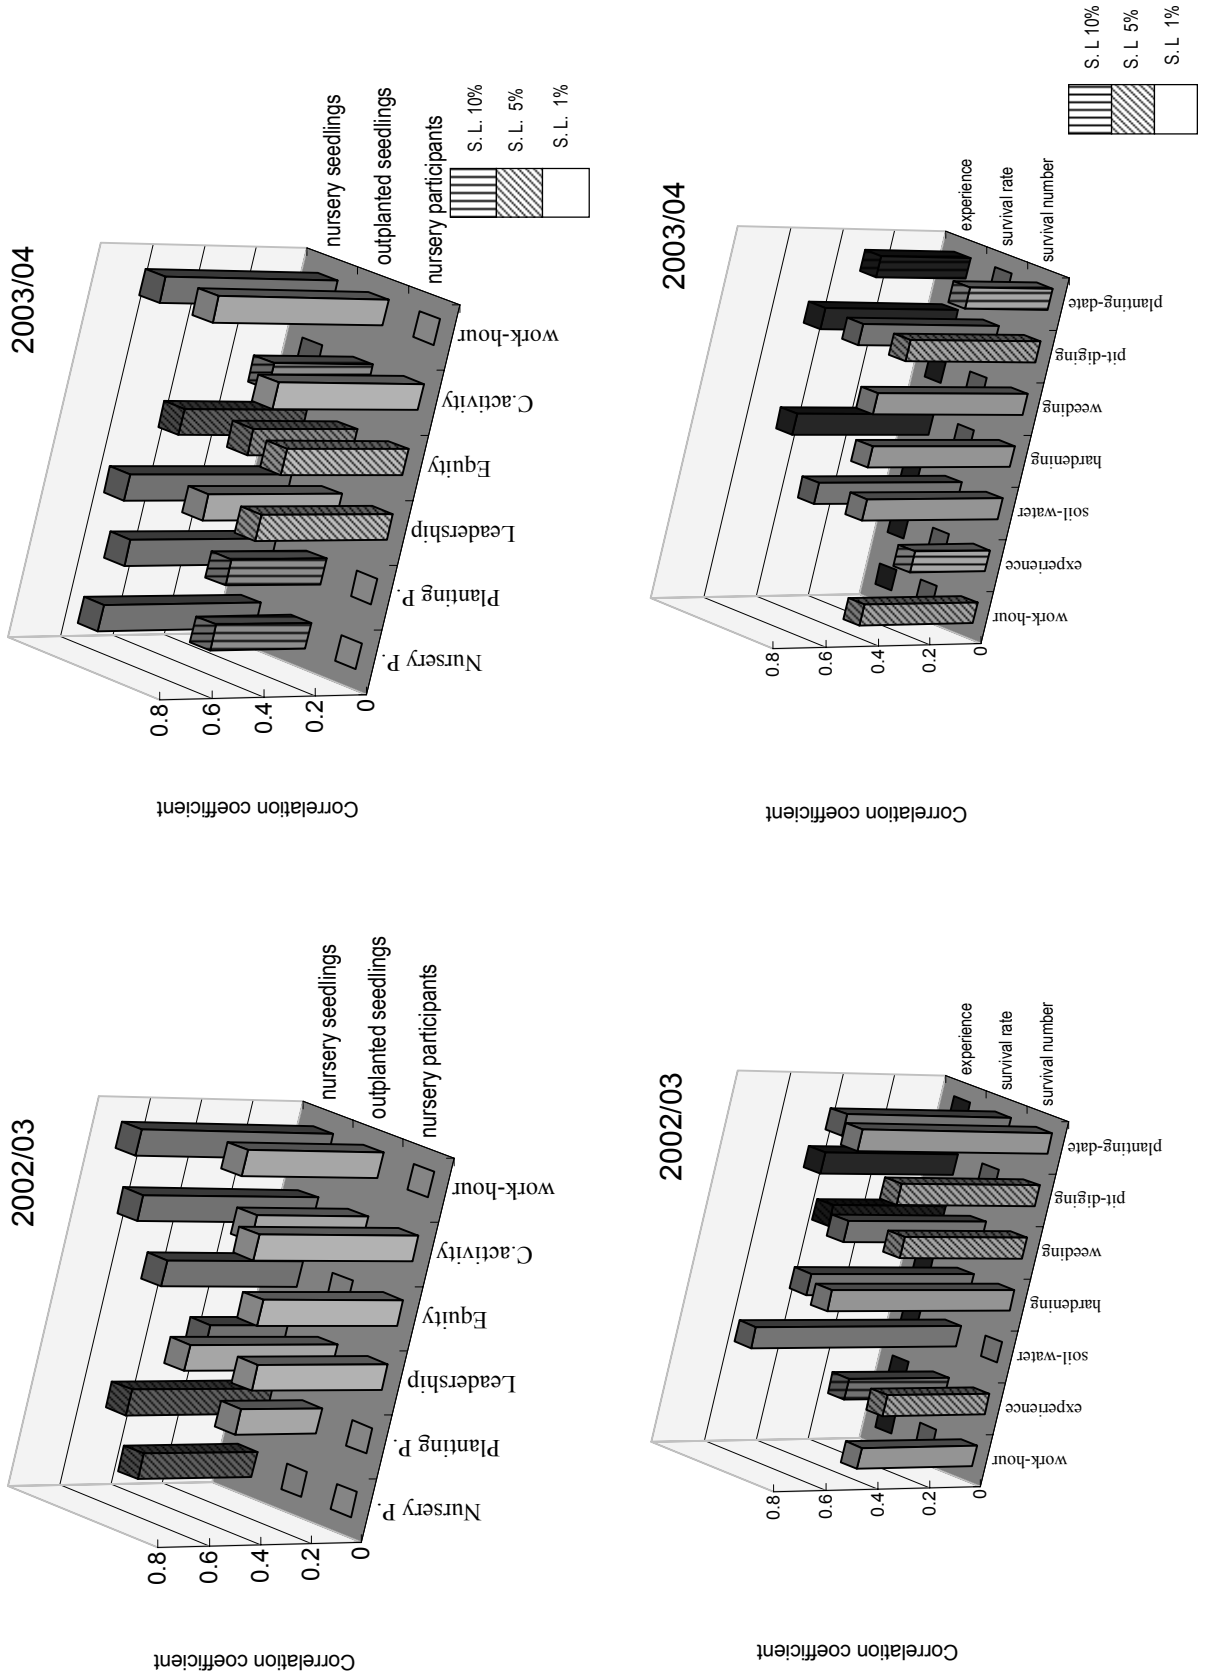 2003/04
0.8
0.6
0.4
0.2
0
Correlation coefficient
nursery seedlings
outplanted seedlings
nursery participants
work-hour
C.activity
Equity
Leadership
Planting P.
Nursery P.
S. L. 10%
S. L. 5%
S. L. 1%
2003/04
0.8
0.6
0.4
0.2
0
Correlation coefficient
experience
survival rate
survival number
planting-date
pit-diging
weeding
hardening
soil-water
experience
work-hour
S. L 10%
S. L 5%
S. L 1%
2002/03
0.8
0.6
0.4
0.2
0
Correlation coefficient
nursery seedlings
outplanted seedlings
nursery participants
work-hour
C.activity
Equity
Leadership
Planting P.
Nursery P.
2002/03
0.8
0.6
0.4
0.2
0
Correlation coefficient
experience
survival rate
survival number
planting-date
pit-diging
weeding
hardening
soil-water
experience
work-hour